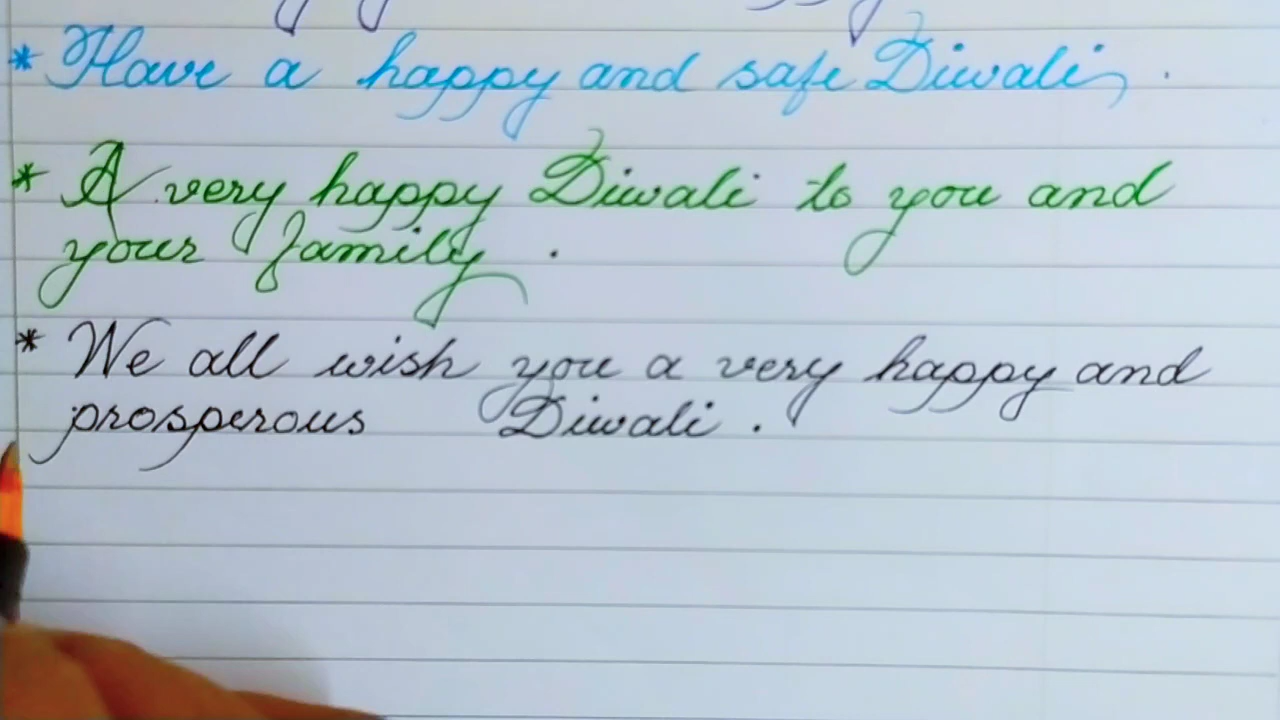 * Have a happy and safe Diwali .
* A very happy Diwali to you and
your family .
* We all wish you a very happy and
prosperous Diwali .